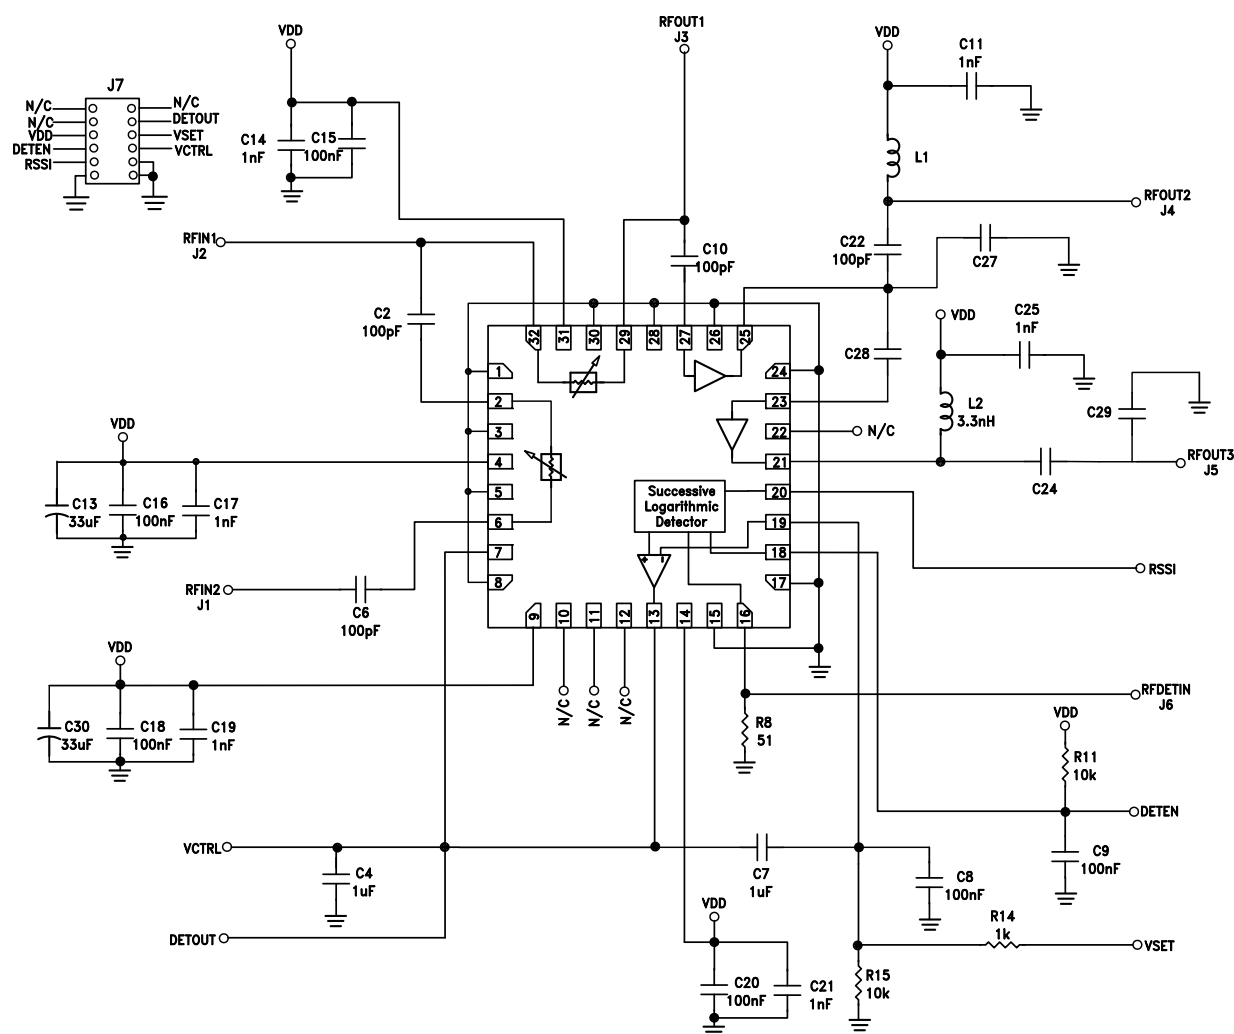 RFOUT1
J3
VDD
VDD
C11
1nF
J7
N/C
N/C
N/C
DETOUT
VDD
VSET
DETEN
VCTRL
RSSI
C14
1nF
C15
100nF
L1
RFOUT2
J4
RFIN1
J2
C10
100pF
C22
100pF
C27
C2
100pF
VDD
C25
1nF
C28
32
31
30
29
28
27
26
25
1
2
3
4
5
6
7
8
24
23
22
21
20
19
18
17
N/C
L2
3.3nH
C29
RFOUT3
J5
C24
VDD
C13
33uF
C16
100nF
C17
1nF
Successive
Logarithmic
Detector
+
-
RSSI
RFIN2
J1
C6
100pF
9
10
11
12
13
14
15
16
N/C
N/C
N/C
VDD
C30
33uF
C18
100nF
C19
1nF
RFDETIN
J6
R8
51
VDD
R11
10k
DETEN
C9
100nF
VCTRL
C4
1uF
C7
1uF
C8
100nF
DETOUT
VDD
R14
1k
VSET
C20
100nF
C21
1nF
R15
10k